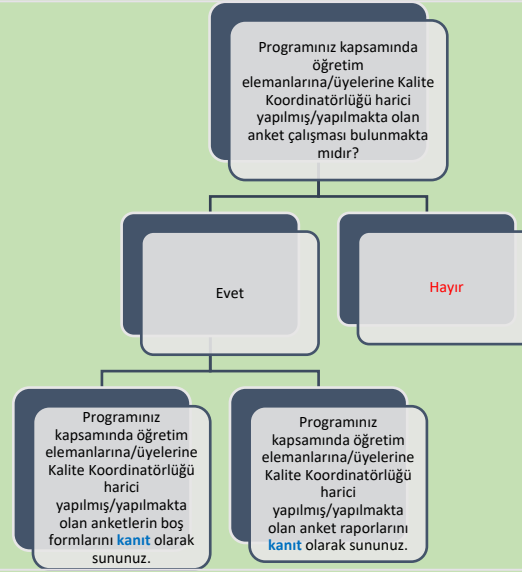 Programınız kapsamında
öğretim
elemanlarına/üyelerine Kalite
Koordinatörlüğü harici
yapılmış/yapılmakta olan
anket çalışması bulunmakta
mıdır?
Evet
Hayır
Programınız
kapsamında öğretim
elemanlarına/üyelerine
Kalite Koordinatörlüğü
harici
yapılmış/yapılmakta
olan anketlerin boş
formlarını kanıt olarak
sununuz.
Programınız
kapsamında öğretim
elemanlarına/üyelerine
Kalite Koordinatörlüğü
harici
yapılmış/yapılmakta
olan anket raporlarını
kanıt olarak sununuz.